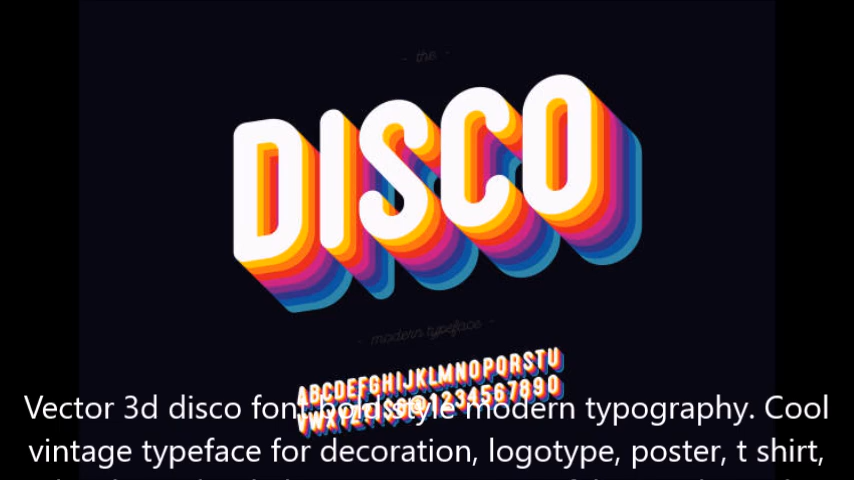 - the -
DISCO
- modern typeface -
ABCDEFGHIJKLMNOPQRSTU
1234567890
Vector 3d disco font bold style modern typography. Cool
vintage typeface for decoration, logotype, poster, t shirt,